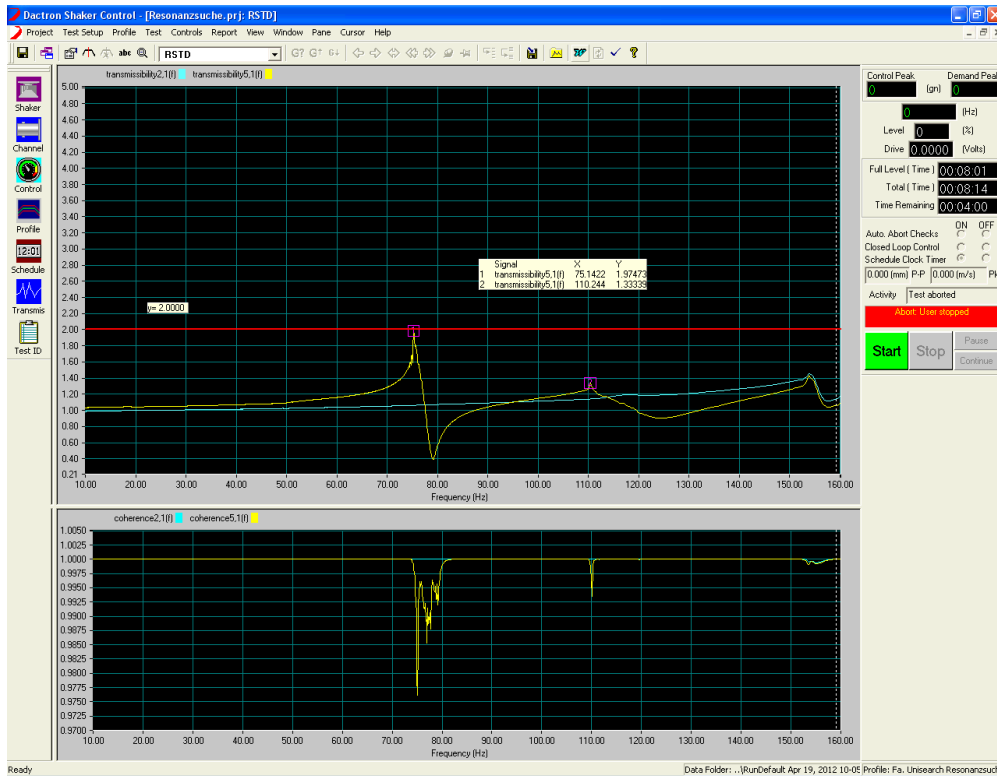 Dactron Shaker Control - [Resonanzsuche.prj: RSTD]
Project Test Setup Profile Test Controls Report View Window Pane Cursor Help
abc RSTD G?
Shaker
Channel
Control
Profile
12:01
Schedule
Transmis
Test ID
transmissibility2,1(f) transmissibility5,1(f)
5.00
4.80
4.60
4.40
4.20
4.00
3.80
3.60
3.40
3.20
3.00
2.80
2.60
2.40
2.20
2.00
1.80
1.60
1.40
1.20
1.00
0.80
0.60
0.40
0.21
y= 2.0000
Signal X Y
1 transmissibility5,1(f) 75.1422 1.97473
2 transmissibility5,1(f) 110.244 1.33339
10.00 20.00 30.00 40.00 50.00 60.00 70.00 80.00 90.00 100.00 110.00 120.00 130.00 140.00 150.00 160.00
Frequency (Hz)
coherence2,1(f) coherence5,1(f)
1.0050
1.0025
1.0000
0.9975
0.9950
0.9925
0.9900
0.9875
0.9850
0.9825
0.9800
0.9775
0.9750
0.9725
0.9700
10.00 20.00 30.00 40.00 50.00 60.00 70.00 80.00 90.00 100.00 110.00 120.00 130.00 140.00 150.00 160.00
Frequency (Hz)
Control Peak Demand Peak
0 (gn) 0
0 (Hz)
Level 0 (%)
Drive 0.0000 (Volts)
Full Level ( Time ) 00:08:01
Total ( Time ) 00:08:14
Time Remaining 00:04:00
ON OFF
Auto. Abort Checks
Closed Loop Control
Schedule Clock Timer
0.000 (mm) P-P 0.000 (m/s)
Activity Test aborted
Abort: User stopped
Start Stop Pause
Continue
Ready Data Folder: ..\RunDefault Apr 19, 2012 10-05 Profile: Fa. Unisearch Resonanzsuch